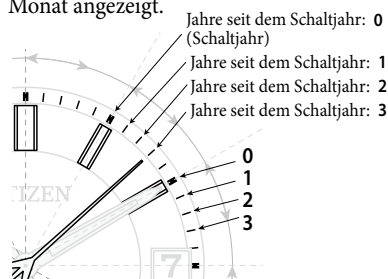 Monat angezeigt.
Jahre seit dem Schaltjahr: 0
(Schaltjahr)
Jahre seit dem Schaltjahr: 1
Jahre seit dem Schaltjahr: 2
Jahre seit dem Schaltjahr: 3
0
1
2
3
TIZEN
7